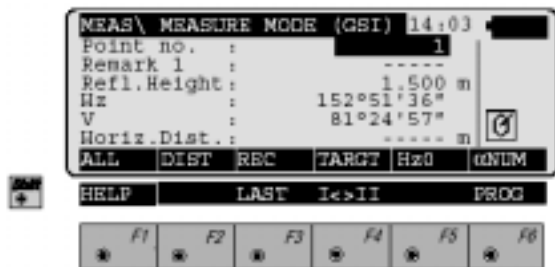 MEAS\ MEASURE MODE (GSI) 14:03
Point no. : 1
Remark 1 : -----
Refl.Height: 1.500 m
Hz : 152°51'36"
V : 81°24'57"
Horiz.Dist.: ----- m
ALL DIST REC TARGT Hz0 αNUM
HELP LAST I<>II PROG
F1 F2 F3 F4 F5 F6